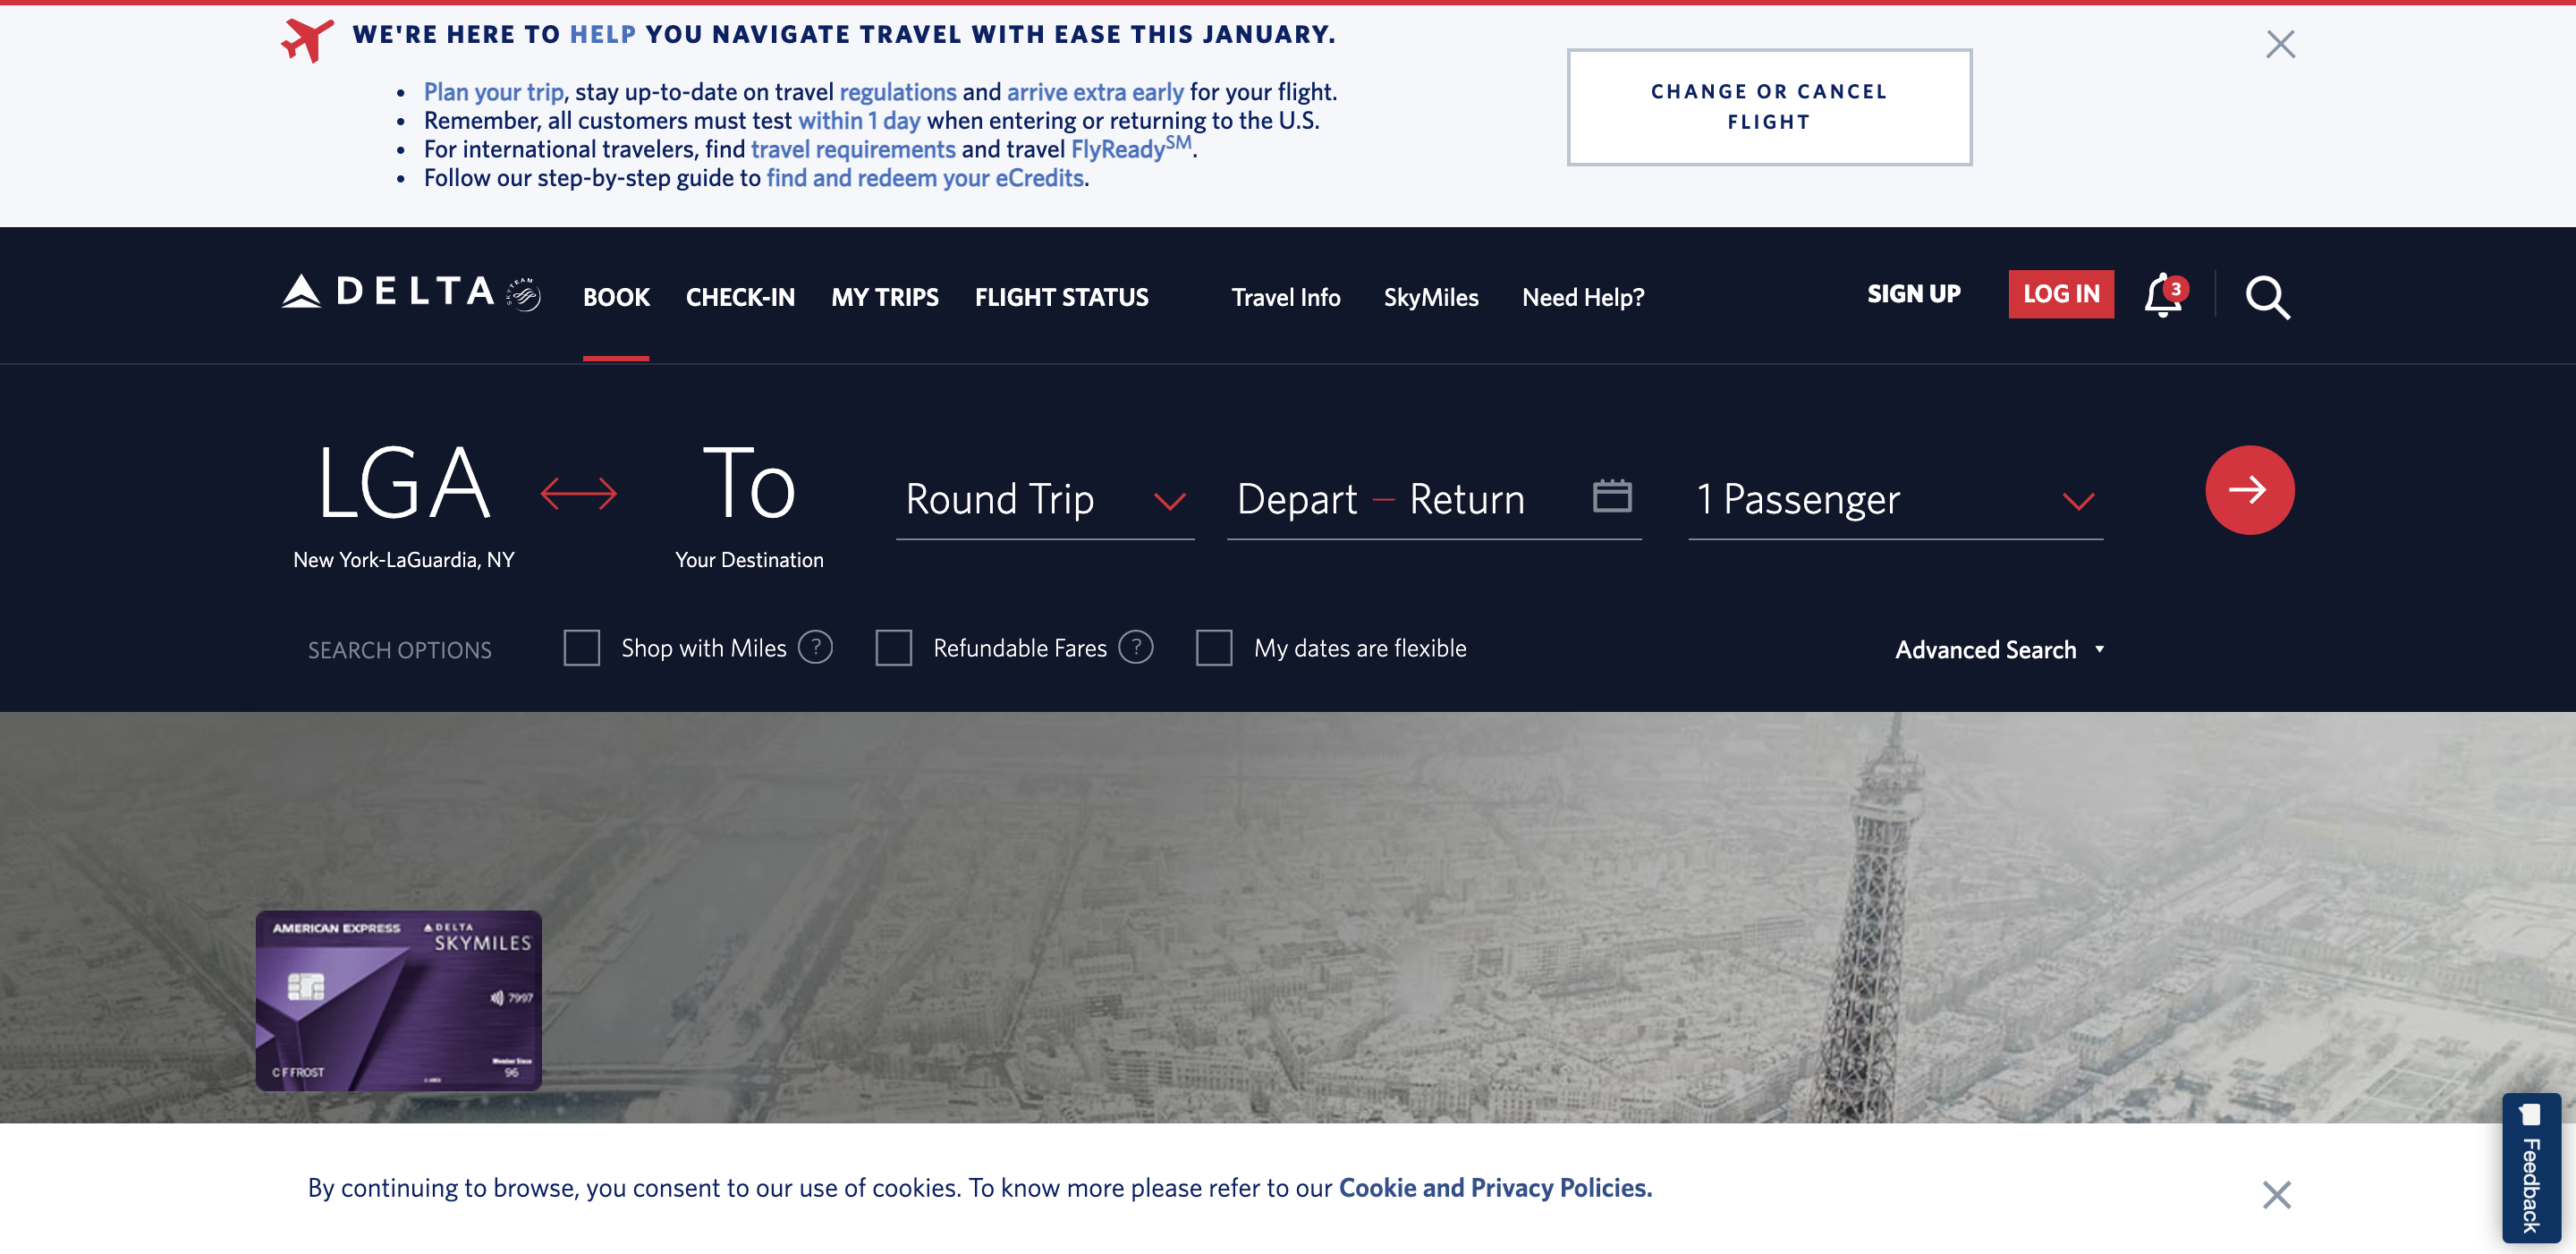 WE'RE HERE TO HELP YOU NAVIGATE TRAVEL WITH EASE THIS JANUARY.
• Plan your trip, stay up-to-date on travel regulations and arrive extra early for your flight.
• Remember, all customers must test within 1 day when entering or returning to the U.S.
• For international travelers, find travel requirements and travel FlyReadySM.
• Follow our step-by-step guide to find and redeem your eCredits.
CHANGE OR CANCEL
FLIGHT
DELTA SKYTEAM BOOK CHECK-IN MY TRIPS FLIGHT STATUS Travel Info SkyMiles Need Help? SIGN UP LOG IN 3
LGA To Round Trip Depart – Return 1 Passenger
New York-LaGuardia, NY Your Destination
SEARCH OPTIONS Shop with Miles ? Refundable Fares ? My dates are flexible Advanced Search
AMERICAN EXPRESS DELTA
SKYMILES
7997
Member Since
C F FROST 96
Feedback
By continuing to browse, you consent to our use of cookies. To know more please refer to our Cookie and Privacy Policies.